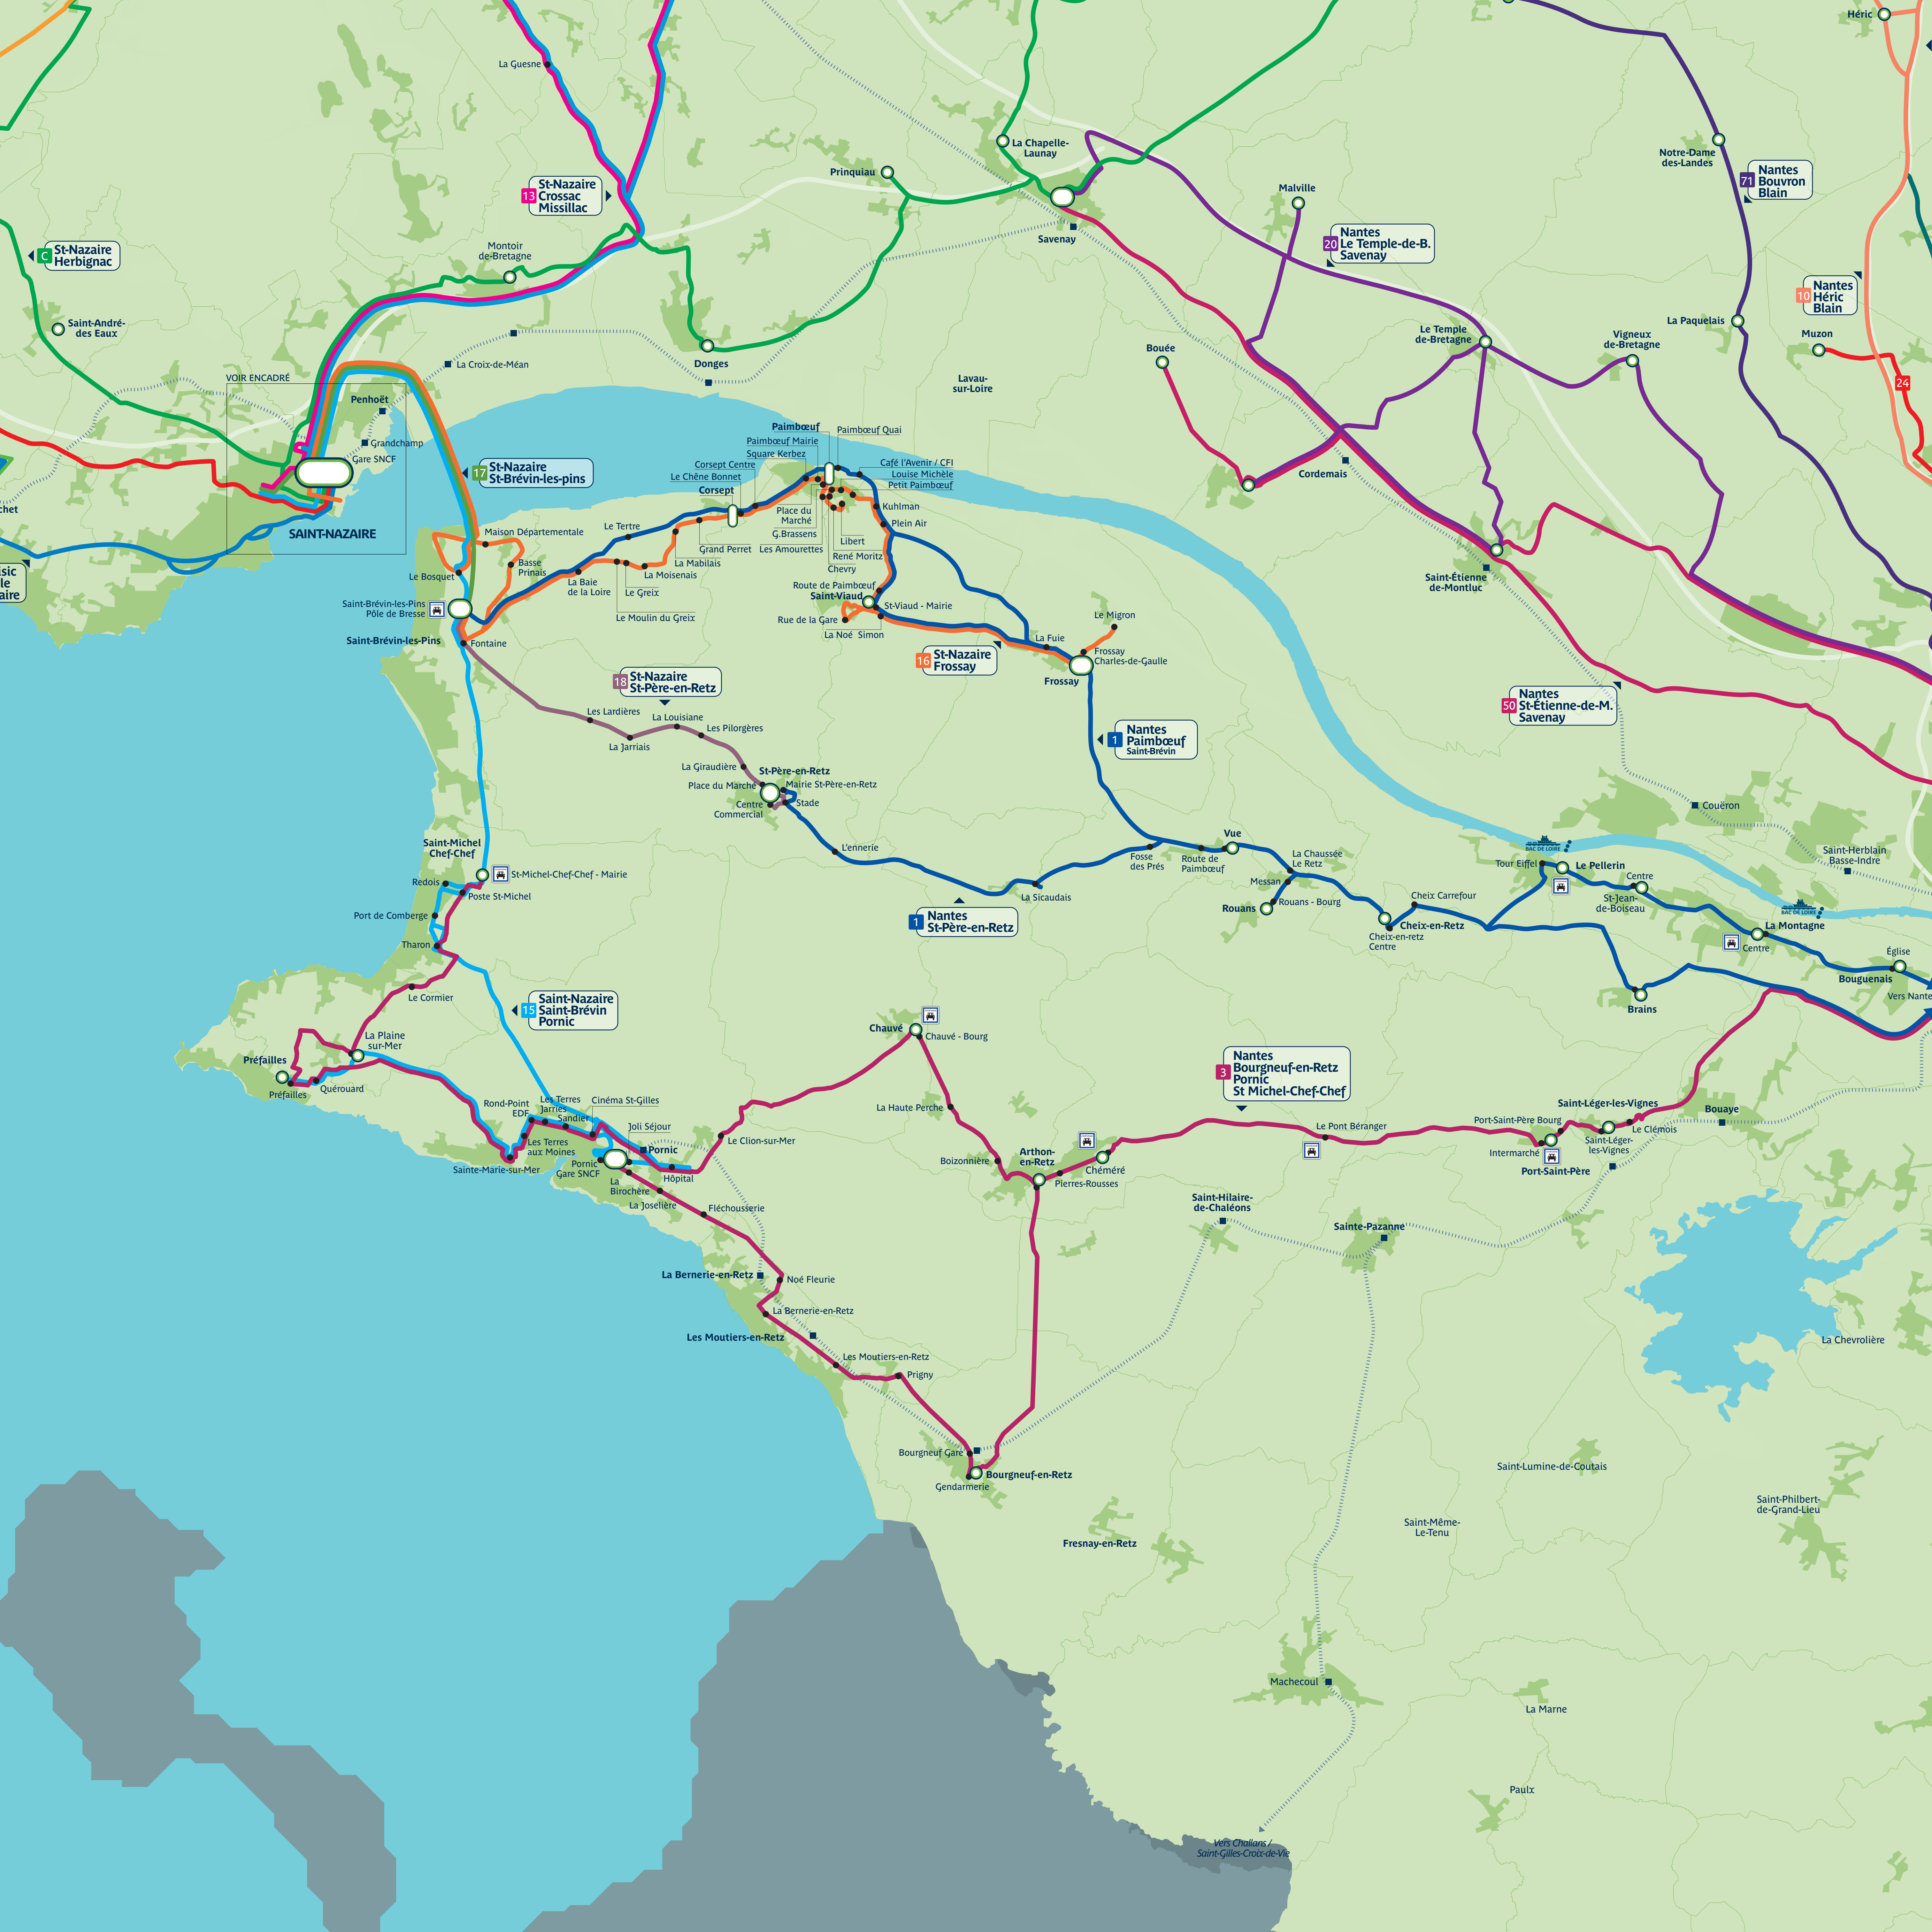 Héric
La Guesne
La Chapelle-
Launay
Notre-Dame
des-Landes
71
Nantes
Bouvron
Blain
Prinquiau
13
St-Nazaire
Crossac
Missillac
Malville
Savenay
20
Nantes
Le Temple-de-B.
Savenay
C
St-Nazaire
Herbignac
Montoir
de-Bretagne
10
Nantes
Héric
Blain
Saint-André-
des Eaux
La Paquelais
Muzon
Le Temple
de-Bretagne
Vigneux
de-Bretagne
Bouée
La Croix-de-Méan
Donges
Lavau-
sur-Loire
24
VOIR ENCADRÉ
Penhoët
Grandchamp
Gare SNCF
SAINT-NAZAIRE
chet
isic
le
aire
17
St-Nazaire
St-Brévin-les-pins
Paimbœuf
Paimbœuf Quai
Paimbœuf Mairie
Square Kerbez
Corsept Centre
Le Chêne Bonnet
Corsept
Café l'Avenir / CFI
Louise Michèle
Petit Paimbœuf
Cordemais
Kuhlman
Plein Air
Place du
Marché
G.Brassens
Les Amourettes
Libert
René Moritz
Chevry
Maison Départementale
Le Tertre
Grand Perret
La Mabilais
La Moisenais
Basse
Prinais
Le Bosquet
La Baie
de la Loire
Le Greix
Le Moulin du Greix
Saint-Étienne
de-Montluc
Route de Paimbœuf
Saint-Viaud
St-Viaud - Mairie
Rue de la Gare
La Noé
Simon
Saint-Brévin-les-Pins
Pôle de Bresse
Saint-Brévin-les-Pins
Fontaine
Le Migron
La Fuie
Frossay
Charles-de-Gaulle
Frossay
16
St-Nazaire
Frossay
18
St-Nazaire
St-Père-en-Retz
50
Nantes
St-Étienne-de-M.
Savenay
Les Lardières
La Louisiane
Les Pilorgères
La Jarriais
1
Nantes
Paimbœuf
Saint-Brévin
La Giraudière
St-Père-en-Retz
Place du Marché
Mairie St-Père-en-Retz
Centre
Commercial
Stade
Couëron
L'ennerie
Vue
Fosse
des Prés
Route de
Paimbœuf
La Chaussée
Le Retz
Messan
Rouans
Rouans - Bourg
BAC DE LOIRE
Tour Eiffel
Le Pellerin
Saint-Herblain
Basse-Indre
Centre
St-Jean-
de-Boiseau
BAC DE LOIRE
La Montagne
Centre
Saint-Michel
Chef-Chef
Redois
St-Michel-Chef-Chef - Mairie
Poste St-Michel
Port de Comberge
Tharon
La Sicaudais
1
Nantes
St-Père-en-Retz
Cheix Carrefour
Cheix-en-Retz
Cheix-en-retz
Centre
Église
Bouguenais
Vers Nante
Brains
Le Cormier
15
Saint-Nazaire
Saint-Brévin
Pornic
Chauvé
Chauvé - Bourg
La Plaine
sur-Mer
Préfailles
Préfailles
Quérouard
3
Nantes
Bourgneuf-en-Retz
Pornic
St Michel-Chef-Chef
Rond-Point
EDF
Les Terres
Jarries
Sandier
Cinéma St-Gilles
Joli Séjour
Les Terres
aux Moines
Sainte-Marie-sur-Mer
Pornic
Gare SNCF
Pornic
Hôpital
La
Birochère
La Joselière
Fléchousserie
Le Clion-sur-Mer
La Haute Perche
Boizonnière
Arthon-
en-Retz
Pierres-Rousses
Chéméré
Le Pont Béranger
Port-Saint-Père Bourg
Intermarché
Port-Saint-Père
Saint-Léger-les-Vignes
Saint-Léger-
les-Vignes
Le Clémois
Bouaye
Saint-Hilaire-
de-Chaléons
Sainte-Pazanne
La Bernerie-en-Retz
Noé Fleurie
La Bernerie-en-Retz
Les Moutiers-en-Retz
Les Moutiers-en-Retz
Prigny
La Chevrolière
Bourgneuf Gare
Bourgneuf-en-Retz
Gendarmerie
Saint-Lumine-de-Coutais
Saint-Philbert-
de-Grand-Lieu
Saint-Même-
Le-Tenu
Fresnay-en-Retz
Machecoul
La Marne
Paulx
Vers Challans /
Saint-Gilles-Croix-de-Vie